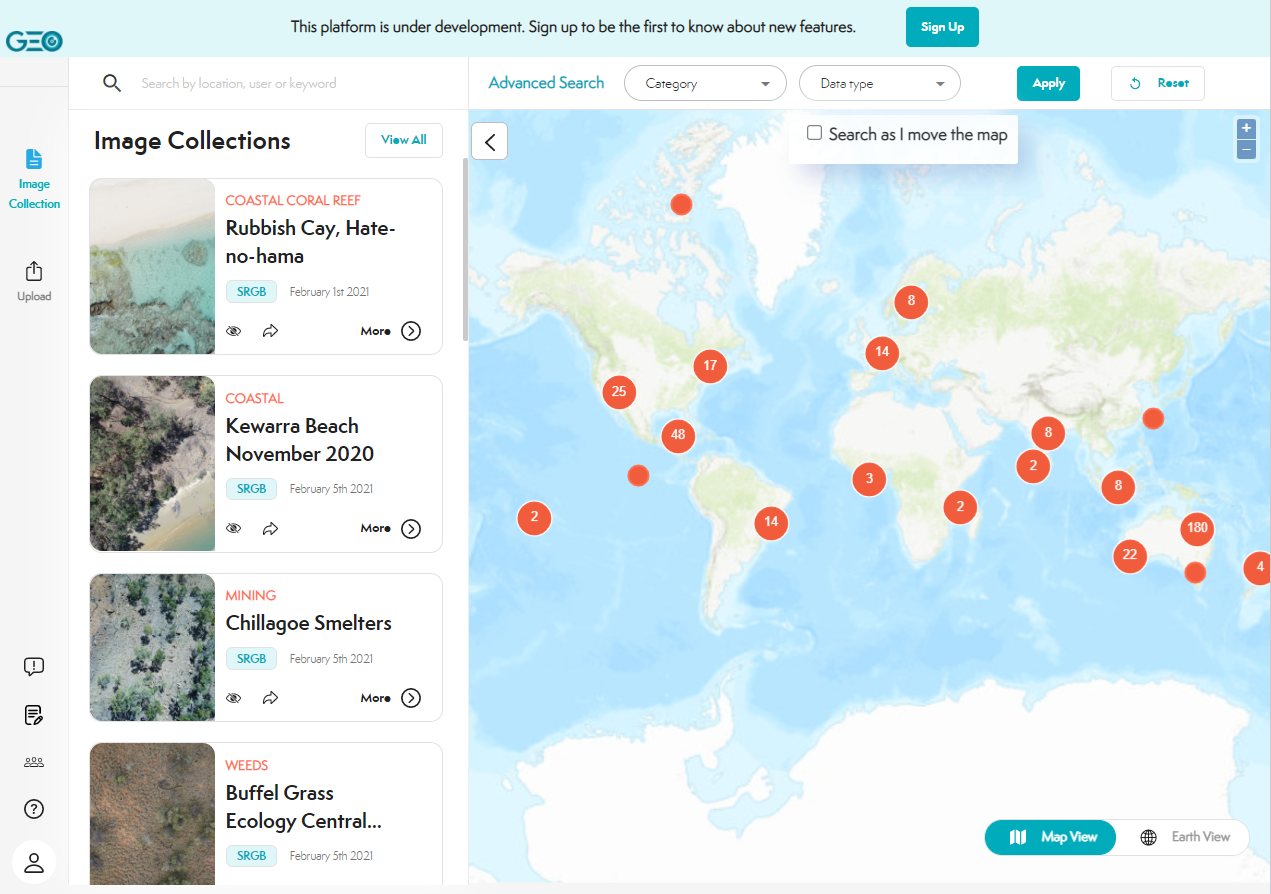 This platform is under development. Sign up to be the first to know about new features.
Sign Up
GEO
Search by location, user or keyword
Advanced Search
Category
Data type
Apply
Reset
Image Collections
View All
Search as I move the map
+
−
Image
Collection
Upload
COASTAL CORAL REEF
Rubbish Cay, Hate-
no-hama
SRGB
February 1st 2021
More
COASTAL
Kewarra Beach
November 2020
SRGB
February 5th 2021
More
MINING
Chillagoe Smelters
SRGB
February 5th 2021
More
WEEDS
Buffel Grass
Ecology Central...
SRGB
February 5th 2021
8
14
17
25
48
8
2
3
8
2
2
14
180
22
4
Map View
Earth View